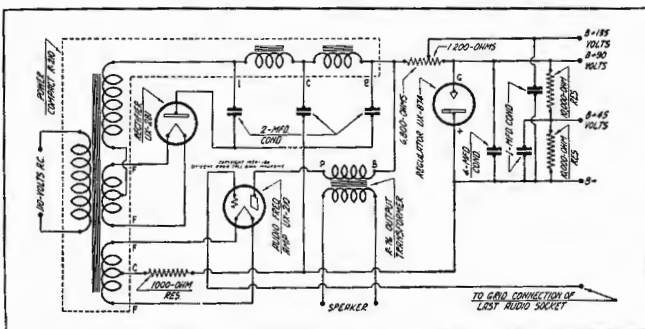 POWER
COMPACT R-210
110-VOLTS AC
RECTIFIER
UX-281
F
F
F
C
F
1000-OHM
RES.
1
C
2
2-MFD.
COND
AUDIO FREQ
AMP UX-210
P
B
R-76 OUTPUT
TRANSFORMER
SPEAKER
1200-OHMS
6,800-OHMS
REGULATOR UX-874
G
+
4-MFD
COND
1-MFD COND
10,000-OHM
RES
10,000-OHM
RES
B+135
VOLTS
B+90
VOLTS
B+45
VOLTS
B-
TO GRID CONNECTION OF
LAST AUDIO SOCKET